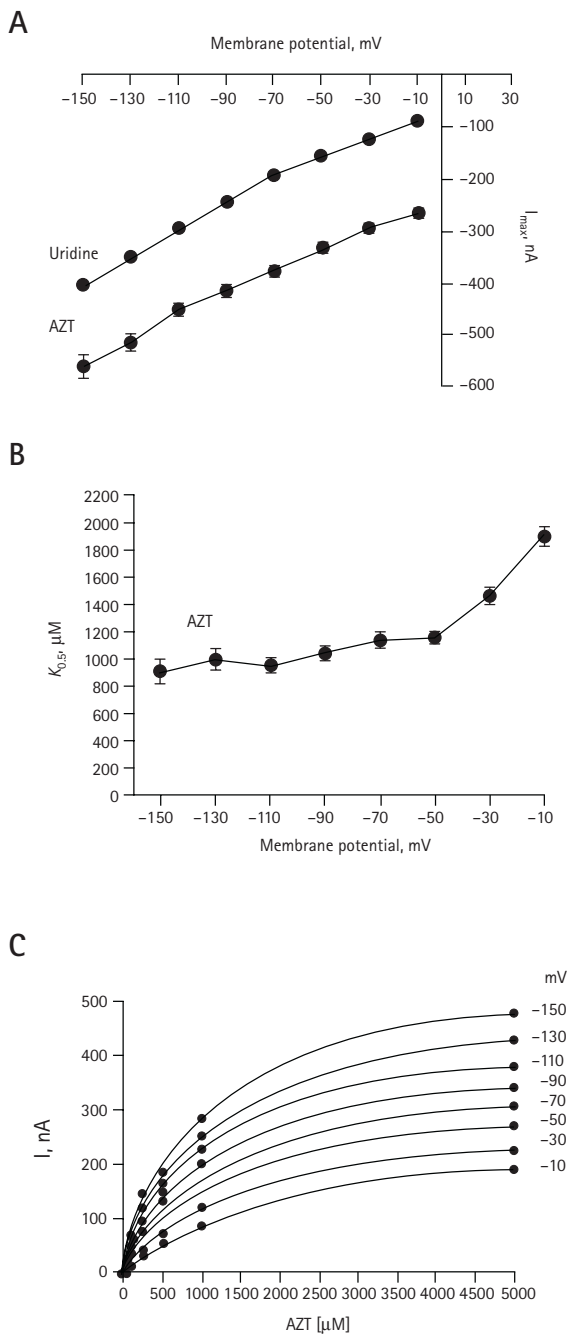 A
Membrane potential, mV
−150 −130 −110 −90 −70 −50 −30 −10 10 30
−100
−200
−300
−400
−500
−600
I max, nA
Uridine
AZT
B
2200
2000
1800
1600
1400
1200
1000
800
600
400
200
0
K 0.5, µM
AZT
−150 −130 −110 −90 −70 −50 −30 −10
Membrane potential, mV
C
mV
500
400
300
200
100
0
I, nA
−150
−130
−110
−90
−70
−50
−30
−10
0 500 1000 1500 2000 2500 3000 3500 4000 4500 5000
AZT [µM]